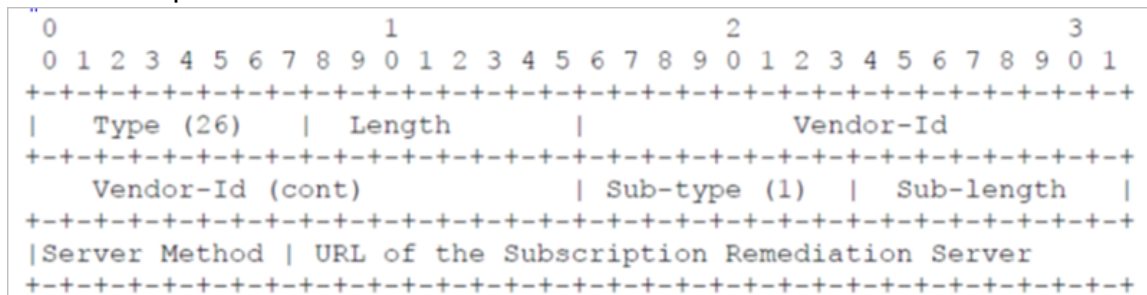 0 1 2 3
0 1 2 3 4 5 6 7 8 9 0 1 2 3 4 5 6 7 8 9 0 1 2 3 4 5 6 7 8 9 0 1
+-+-+-+-+-+-+-+-+-+-+-+-+-+-+-+-+-+-+-+-+-+-+-+-+-+-+-+-+-+-+-+-+
| Type (26) | Length | Vendor-Id
+-+-+-+-+-+-+-+-+-+-+-+-+-+-+-+-+-+-+-+-+-+-+-+-+-+-+-+-+-+-+-+-+
Vendor-Id (cont) | Sub-type (1) | Sub-length |
+-+-+-+-+-+-+-+-+-+-+-+-+-+-+-+-+-+-+-+-+-+-+-+-+-+-+-+-+-+-+-+-+
|Server Method | URL of the Subscription Remediation Server
+-+-+-+-+-+-+-+-+-+-+-+-+-+-+-+-+-+-+-+-+-+-+-+-+-+-+-+-+-+-+-+-+